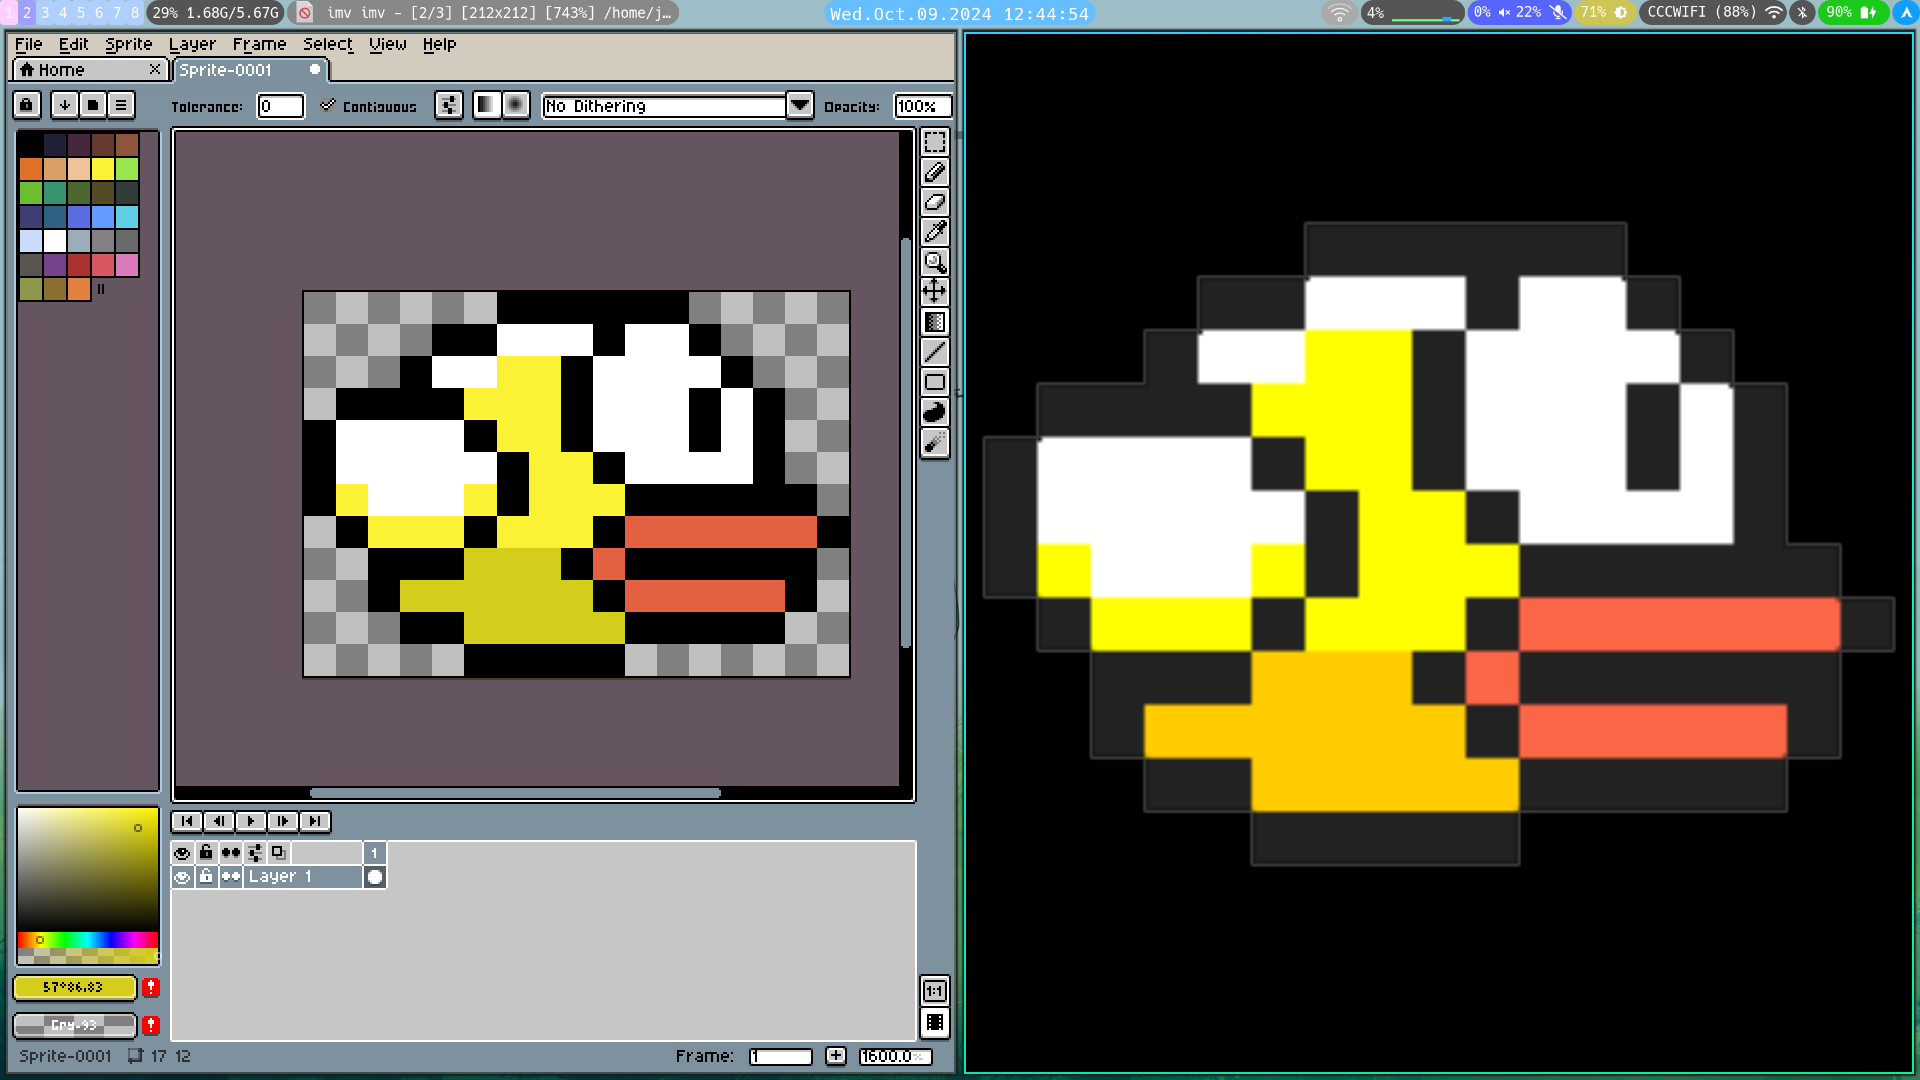 1 2 3 4 5 6 7 8 29% 1.68G/5.67G imv imv - [2/3] [212x212] [743%] /home/j… Wed.Oct.09.2024 12:44:54 4% 0% 22% 71% CCCWIFI (88%) 90%
File Edit Sprite Layer Frame Select View Help
Home Sprite-0001
Tolerance: 0 Contiguous No Dithering Opacity: 100%
1
Layer 1
57°86.83
Gry-93
1:1
Sprite-0001 17 12 Frame: 1 + 1600.0%